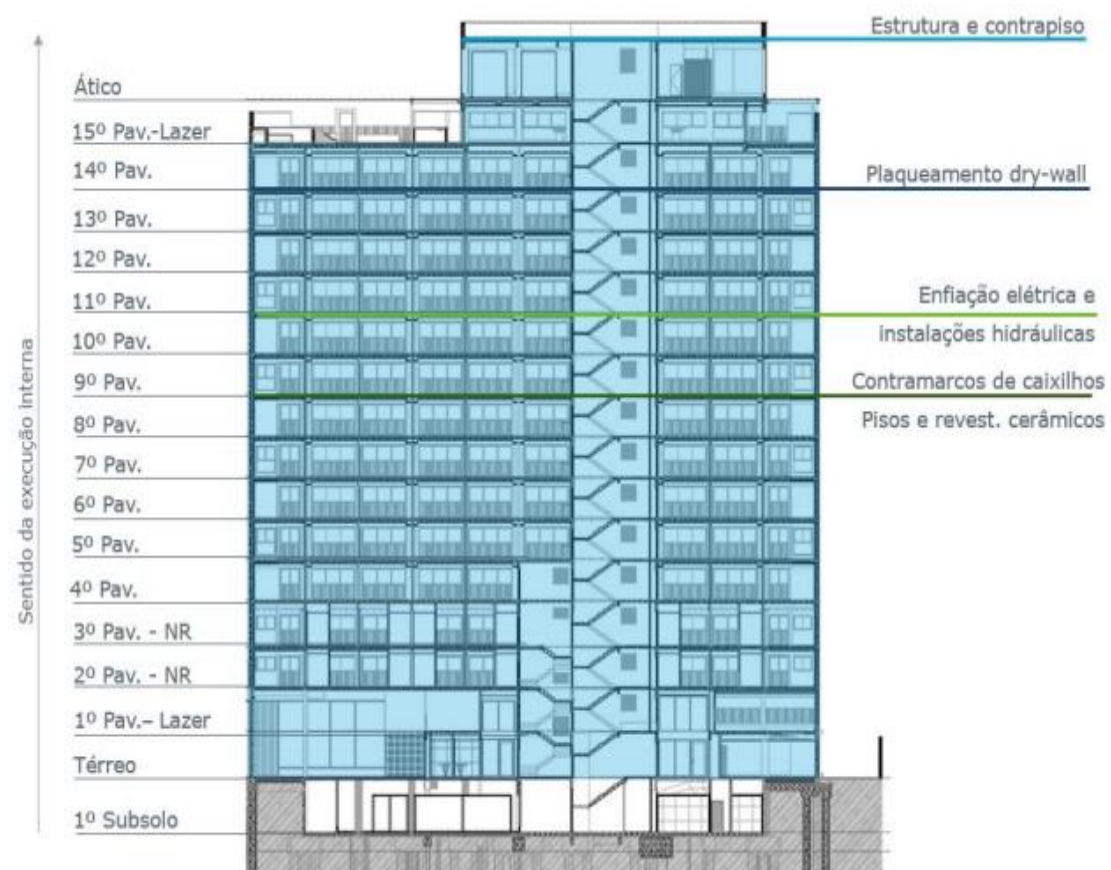 Estrutura e contrapiso
Ático
15º Pav.-Lazer
14º Pav.
Plaqueamento dry-wall
13º Pav.
12º Pav.
11º Pav.
Enfiação elétrica e
instalações hidráulicas
10º Pav.
9º Pav.
Contramarcos de caixilhos
Pisos e revest. cerâmicos
8º Pav.
7º Pav.
6º Pav.
5º Pav.
4º Pav.
3º Pav. - NR
2º Pav. - NR
1º Pav.– Lazer
Térreo
1º Subsolo
Sentido da execução interna